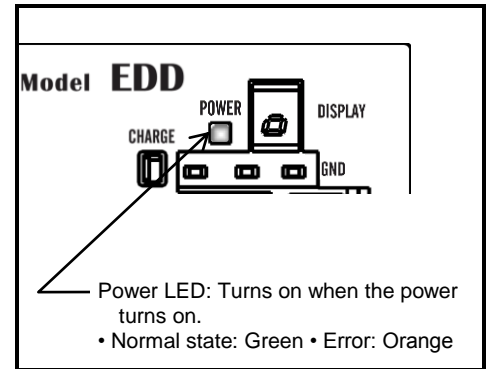 Model EDD
POWER
DISPLAY
CHARGE
GND
Power LED: Turns on when the power
turns on.
• Normal state: Green • Error: Orange